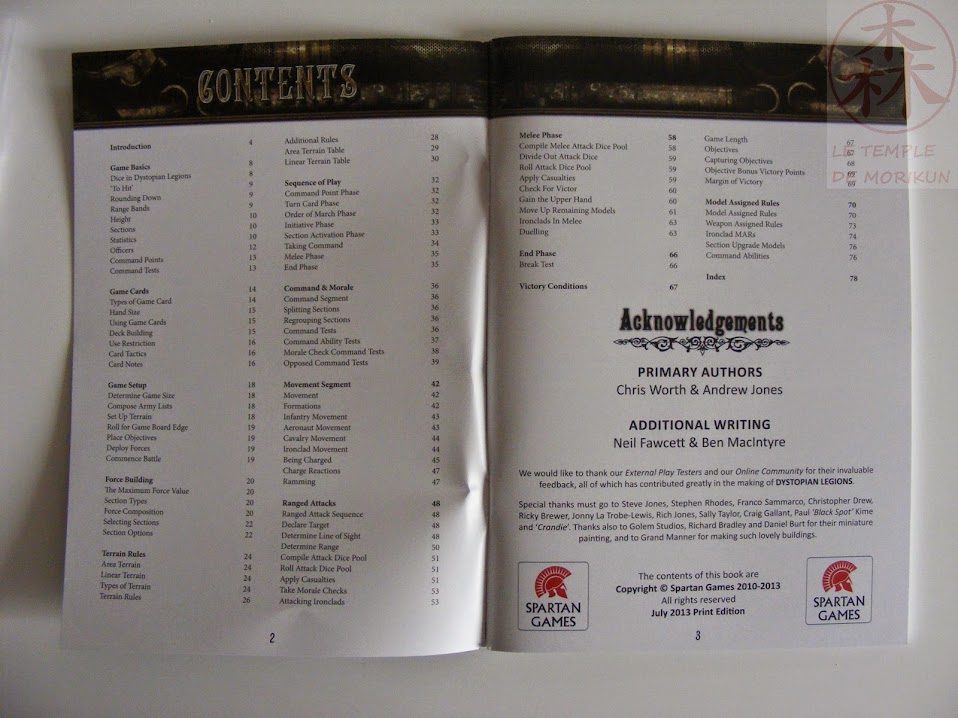 CONTENTS
Introduction 4
Game Basics 8
Dice in Dystopian Legions 8
'To Hit' 9
Rounding Down 9
Range Bands 9
Height 10
Sections 10
Statistics 10
Officers 12
Command Points 13
Command Tests 13
Game Cards 14
Types of Game Card 14
Hand Size 15
Using Game Cards 15
Deck Building 15
Use Restriction 16
Card Tactics 16
Card Notes 16
Game Setup 18
Determine Game Size 18
Compose Army Lists 18
Set Up Terrain 18
Roll for Game Board Edge 19
Place Objectives 19
Deploy Forces 19
Commence Battle 19
Force Building 20
The Maximum Force Value 20
Section Types 20
Force Composition 20
Selecting Sections 22
Section Options 22
Terrain Rules 24
Area Terrain 24
Linear Terrain 24
Types of Terrain 24
Terrain Rules 26
Additional Rules 28
Area Terrain Table 29
Linear Terrain Table 30
Sequence of Play 32
Command Point Phase 32
Turn Card Phase 32
Order of March Phase 32
Initiative Phase 33
Section Activation Phase 33
Taking Command 34
Melee Phase 35
End Phase 35
Command & Morale 36
Command Segment 36
Splitting Sections 36
Regrouping Sections 36
Command Tests 36
Command Ability Tests 37
Morale Check Command Tests 38
Opposed Command Tests 39
Movement Segment 42
Movement 42
Formations 42
Infantry Movement 43
Aeronaut Movement 43
Cavalry Movement 44
Ironclad Movement 44
Being Charged 45
Charge Reactions 47
Ramming 47
Ranged Attacks 48
Ranged Attack Sequence 48
Declare Target 48
Determine Line of Sight 48
Determine Range 50
Compile Attack Dice Pool 51
Roll Attack Dice Pool 51
Apply Casualties 51
Take Morale Checks 53
Attacking Ironclads 53
2
Melee Phase 58
Compile Melee Attack Dice Pool 58
Divide Out Attack Dice 59
Roll Attack Dice Pool 59
Apply Casualties 59
Check For Victor 60
Gain the Upper Hand 60
Move Up Remaining Models 61
Ironclads In Melee 63
Duelling 63
End Phase 66
Break Test 66
Victory Conditions 67
Game Length 67
Objectives 67
Capturing Objectives 68
Objective Bonus Victory Points 69
Margin of Victory 69
Model Assigned Rules 70
Model Assigned Rules 70
Weapon Assigned Rules 73
Ironclad MARs 74
Section Upgrade Models 76
Command Abilities 76
Index 78
Acknowledgements
PRIMARY AUTHORS
Chris Worth & Andrew Jones
ADDITIONAL WRITING
Neil Fawcett & Ben MacIntyre
We would like to thank our External Play Testers and our Online Community for their invaluable
feedback, all of which has contributed greatly in the making of DYSTOPIAN LEGIONS.
Special thanks must go to Steve Jones, Stephen Rhodes, Franco Sammarco, Christopher Drew,
Ricky Brewer, Jonny La Trobe-Lewis, Rich Jones, Sally Taylor, Craig Gallant, Paul 'Black Spot' Kime
and 'Crandie'. Thanks also to Golem Studios, Richard Bradley and Daniel Burt for their miniature
painting, and to Grand Manner for making such lovely buildings.
SPARTAN
GAMES
The contents of this book are
Copyright © Spartan Games 2010-2013
All rights reserved
July 2013 Print Edition
SPARTAN
GAMES
3
森
LE TEMPLE
DE MORIKUN